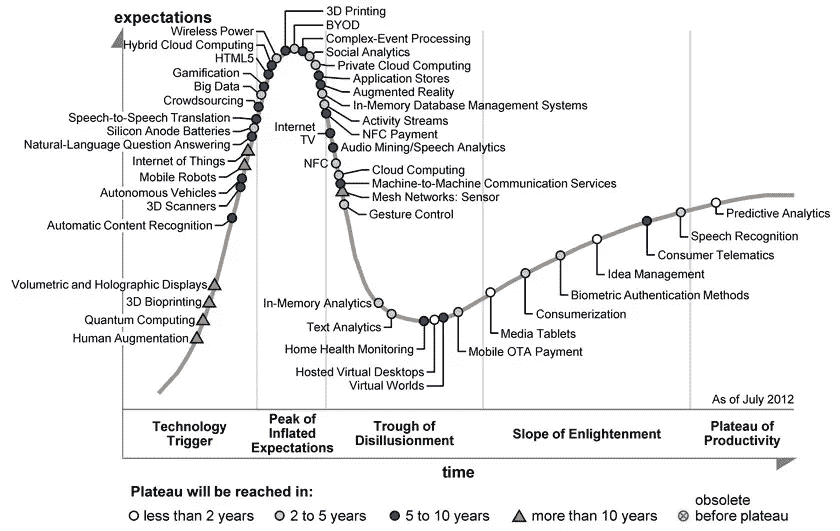 expectations
3D Printing
Wireless Power
BYOD
Complex-Event Processing
Hybrid Cloud Computing
Social Analytics
HTML5
Private Cloud Computing
Gamification
Application Stores
Big Data
Augmented Reality
Crowdsourcing
In-Memory Database Management Systems
Speech-to-Speech Translation
Activity Streams
Silicon Anode Batteries
NFC Payment
Internet
TV
Natural-Language Question Answering
Audio Mining/Speech Analytics
Internet of Things
NFC
Cloud Computing
Mobile Robots
Machine-to-Machine Communication Services
Autonomous Vehicles
Mesh Networks: Sensor
3D Scanners
Gesture Control
Automatic Content Recognition
Predictive Analytics
Speech Recognition
Consumer Telematics
Idea Management
Volumetric and Holographic Displays
Biometric Authentication Methods
3D Bioprinting
In-Memory Analytics
Consumerization
Quantum Computing
Text Analytics
Media Tablets
Human Augmentation
Home Health Monitoring
Mobile OTA Payment
Hosted Virtual Desktops
Virtual Worlds
As of July 2012
Technology
Trigger
Peak of
Inflated
Expectations
Trough of
Disillusionment
Slope of Enlightenment
Plateau of
Productivity
time
Plateau will be reached in:
less than 2 years
2 to 5 years
5 to 10 years
more than 10 years
obsolete
before plateau